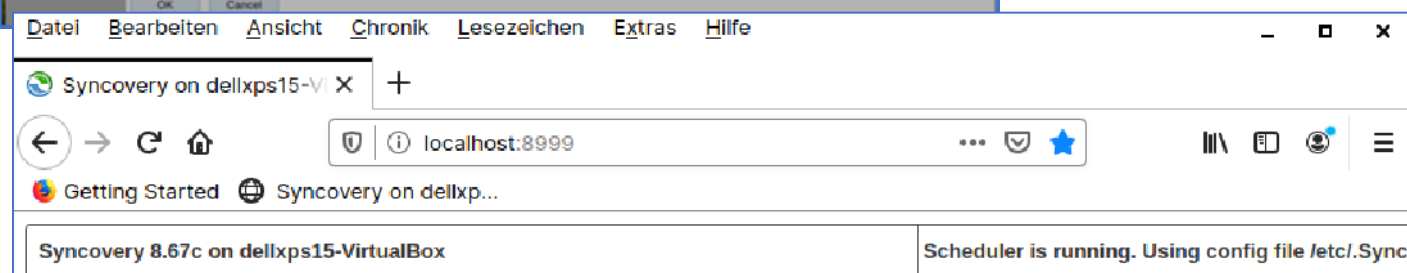 OK Cancel
Datei Bearbeiten Ansicht Chronik Lesezeichen Extras Hilfe
Syncovery on dellxps15-Vi
localhost:8999
Getting Started Syncovery on dellxp...
Syncovery 8.67c on dellxps15-VirtualBox Scheduler is running. Using config file /etc/.Sync